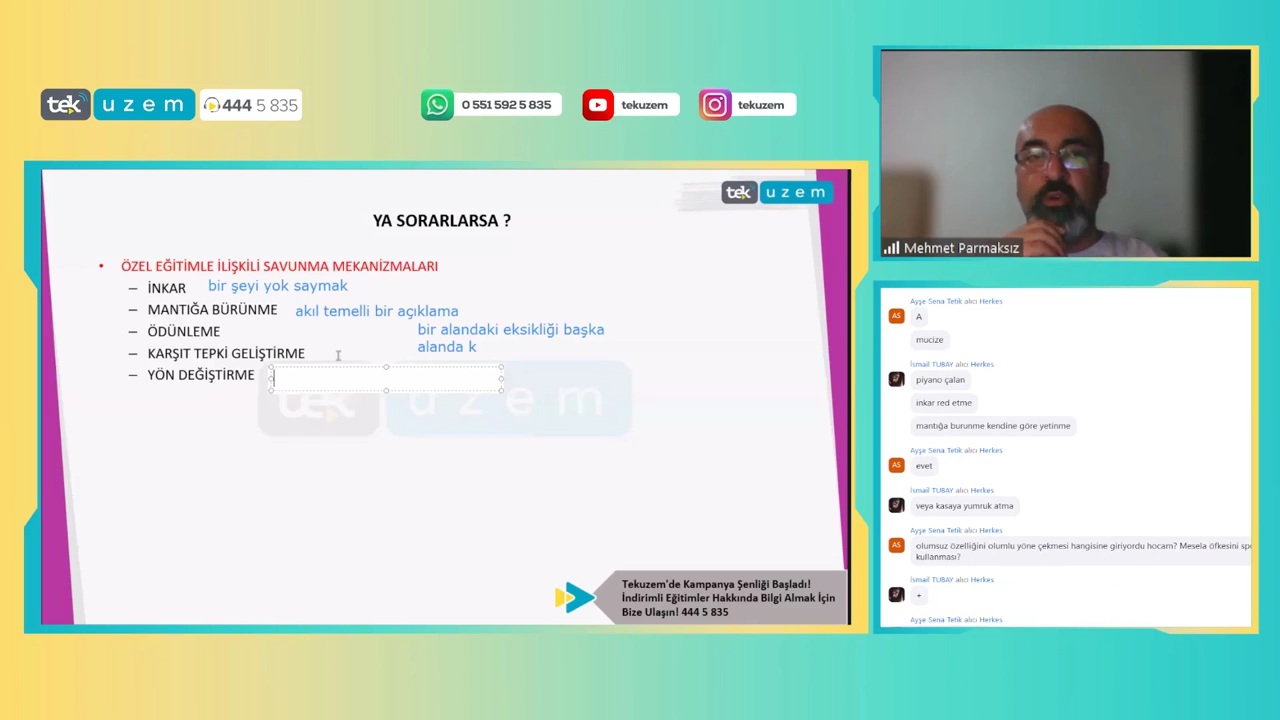 tek uzem 444 5 835
0 551 592 5 835
tekuzem
tekuzem
tek uzem
YA SORARLARSA ?
• ÖZEL EĞİTİMLE İLİŞKİLİ SAVUNMA MEKANİZMALARI
– İNKAR bir şeyi yok saymak
– MANTIĞA BÜRÜNME akıl temelli bir açıklama
– ÖDÜNLEME bir alandaki eksikliği başka
alanda k
– KARŞIT TEPKİ GELİŞTİRME
– YÖN DEĞİŞTİRME
tek uzem
Tekuzem'de Kampanya Şenliği Başladı!
İndirimli Eğitimler Hakkında Bilgi Almak İçin
Bize Ulaşın! 444 5 835
Mehmet Parmaksız
Ayşe Sena Tetik alıcı Herkes
AS A
mucize
İsmail TUBAY alıcı Herkes
piyano çalan
inkar red etme
mantığa burunme kendine göre yetinme
Ayşe Sena Tetik alıcı Herkes
AS evet
İsmail TUBAY alıcı Herkes
veya kasaya yumruk atma
Ayşe Sena Tetik alıcı Herkes
AS olumsuz özelliğini olumlu yöne çekmesi hangisine giriyordu hocam? Mesela öfkesini spo
kullanması?
İsmail TUBAY alıcı Herkes
+
Ayşe Sena Tetik alıcı Herkes